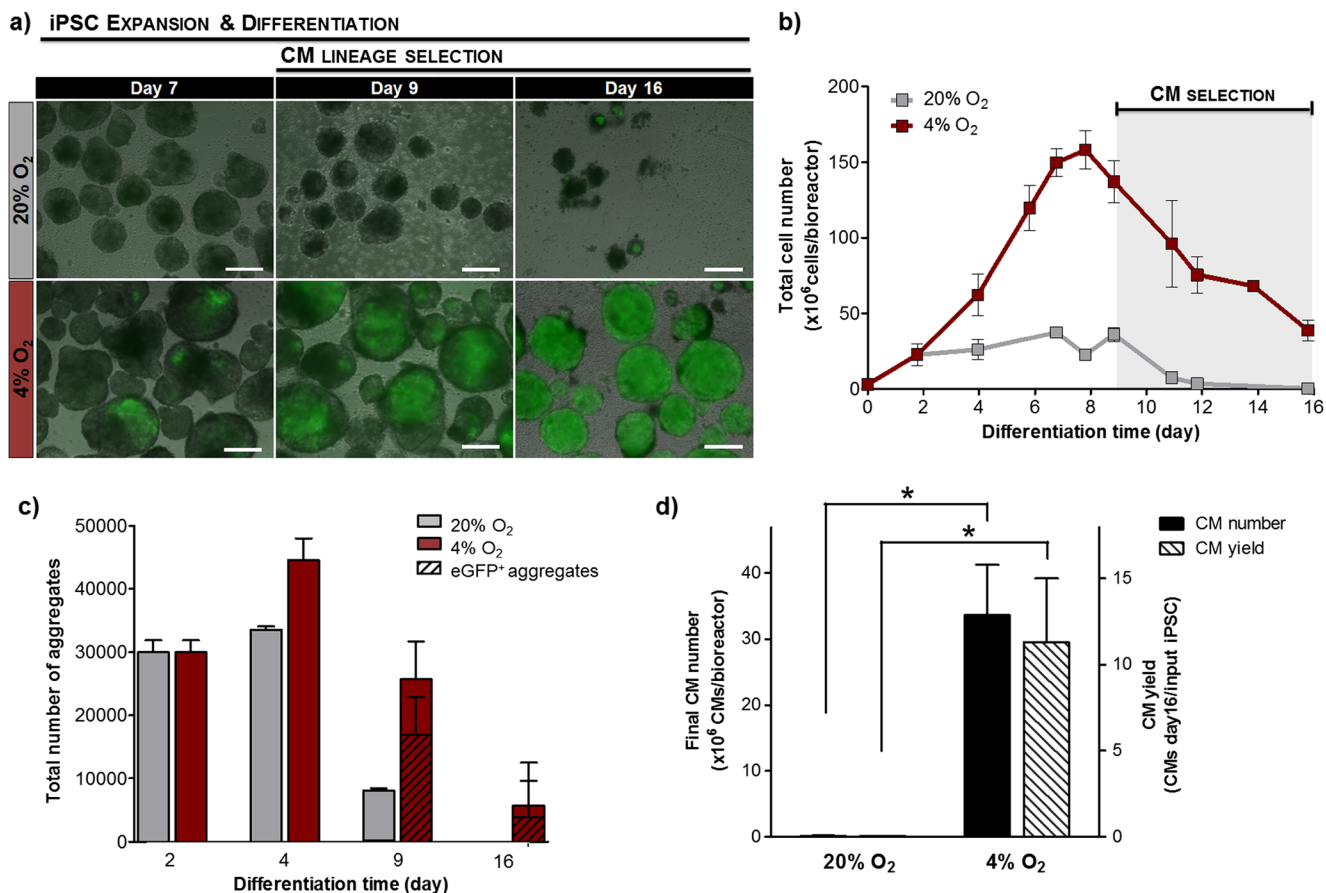 a)
iPSC EXPANSION & DIFFERENTIATION
CM LINEAGE SELECTION
Day 7
Day 9
Day 16
20% O₂
4% O₂
b)
20% O₂
4% O₂
CM SELECTION
Total cell number
(x10⁶cells/bioreactor)
200
150
100
50
0
0 2 4 6 8 10 12 14 16
Differentiation time (day)
c)
20% O₂
4% O₂
eGFP⁺ aggregates
Total number of aggregates
50000
40000
30000
20000
10000
0
2 4 9 16
Differentiation time (day)
d)
*
*
CM number
CM yield
Final CM number
(x10⁶ CMs/bioreactor)
40
30
20
10
0
15
10
5
0
CM yield
(CMs day16/input iPSC)
20% O₂ 4% O₂